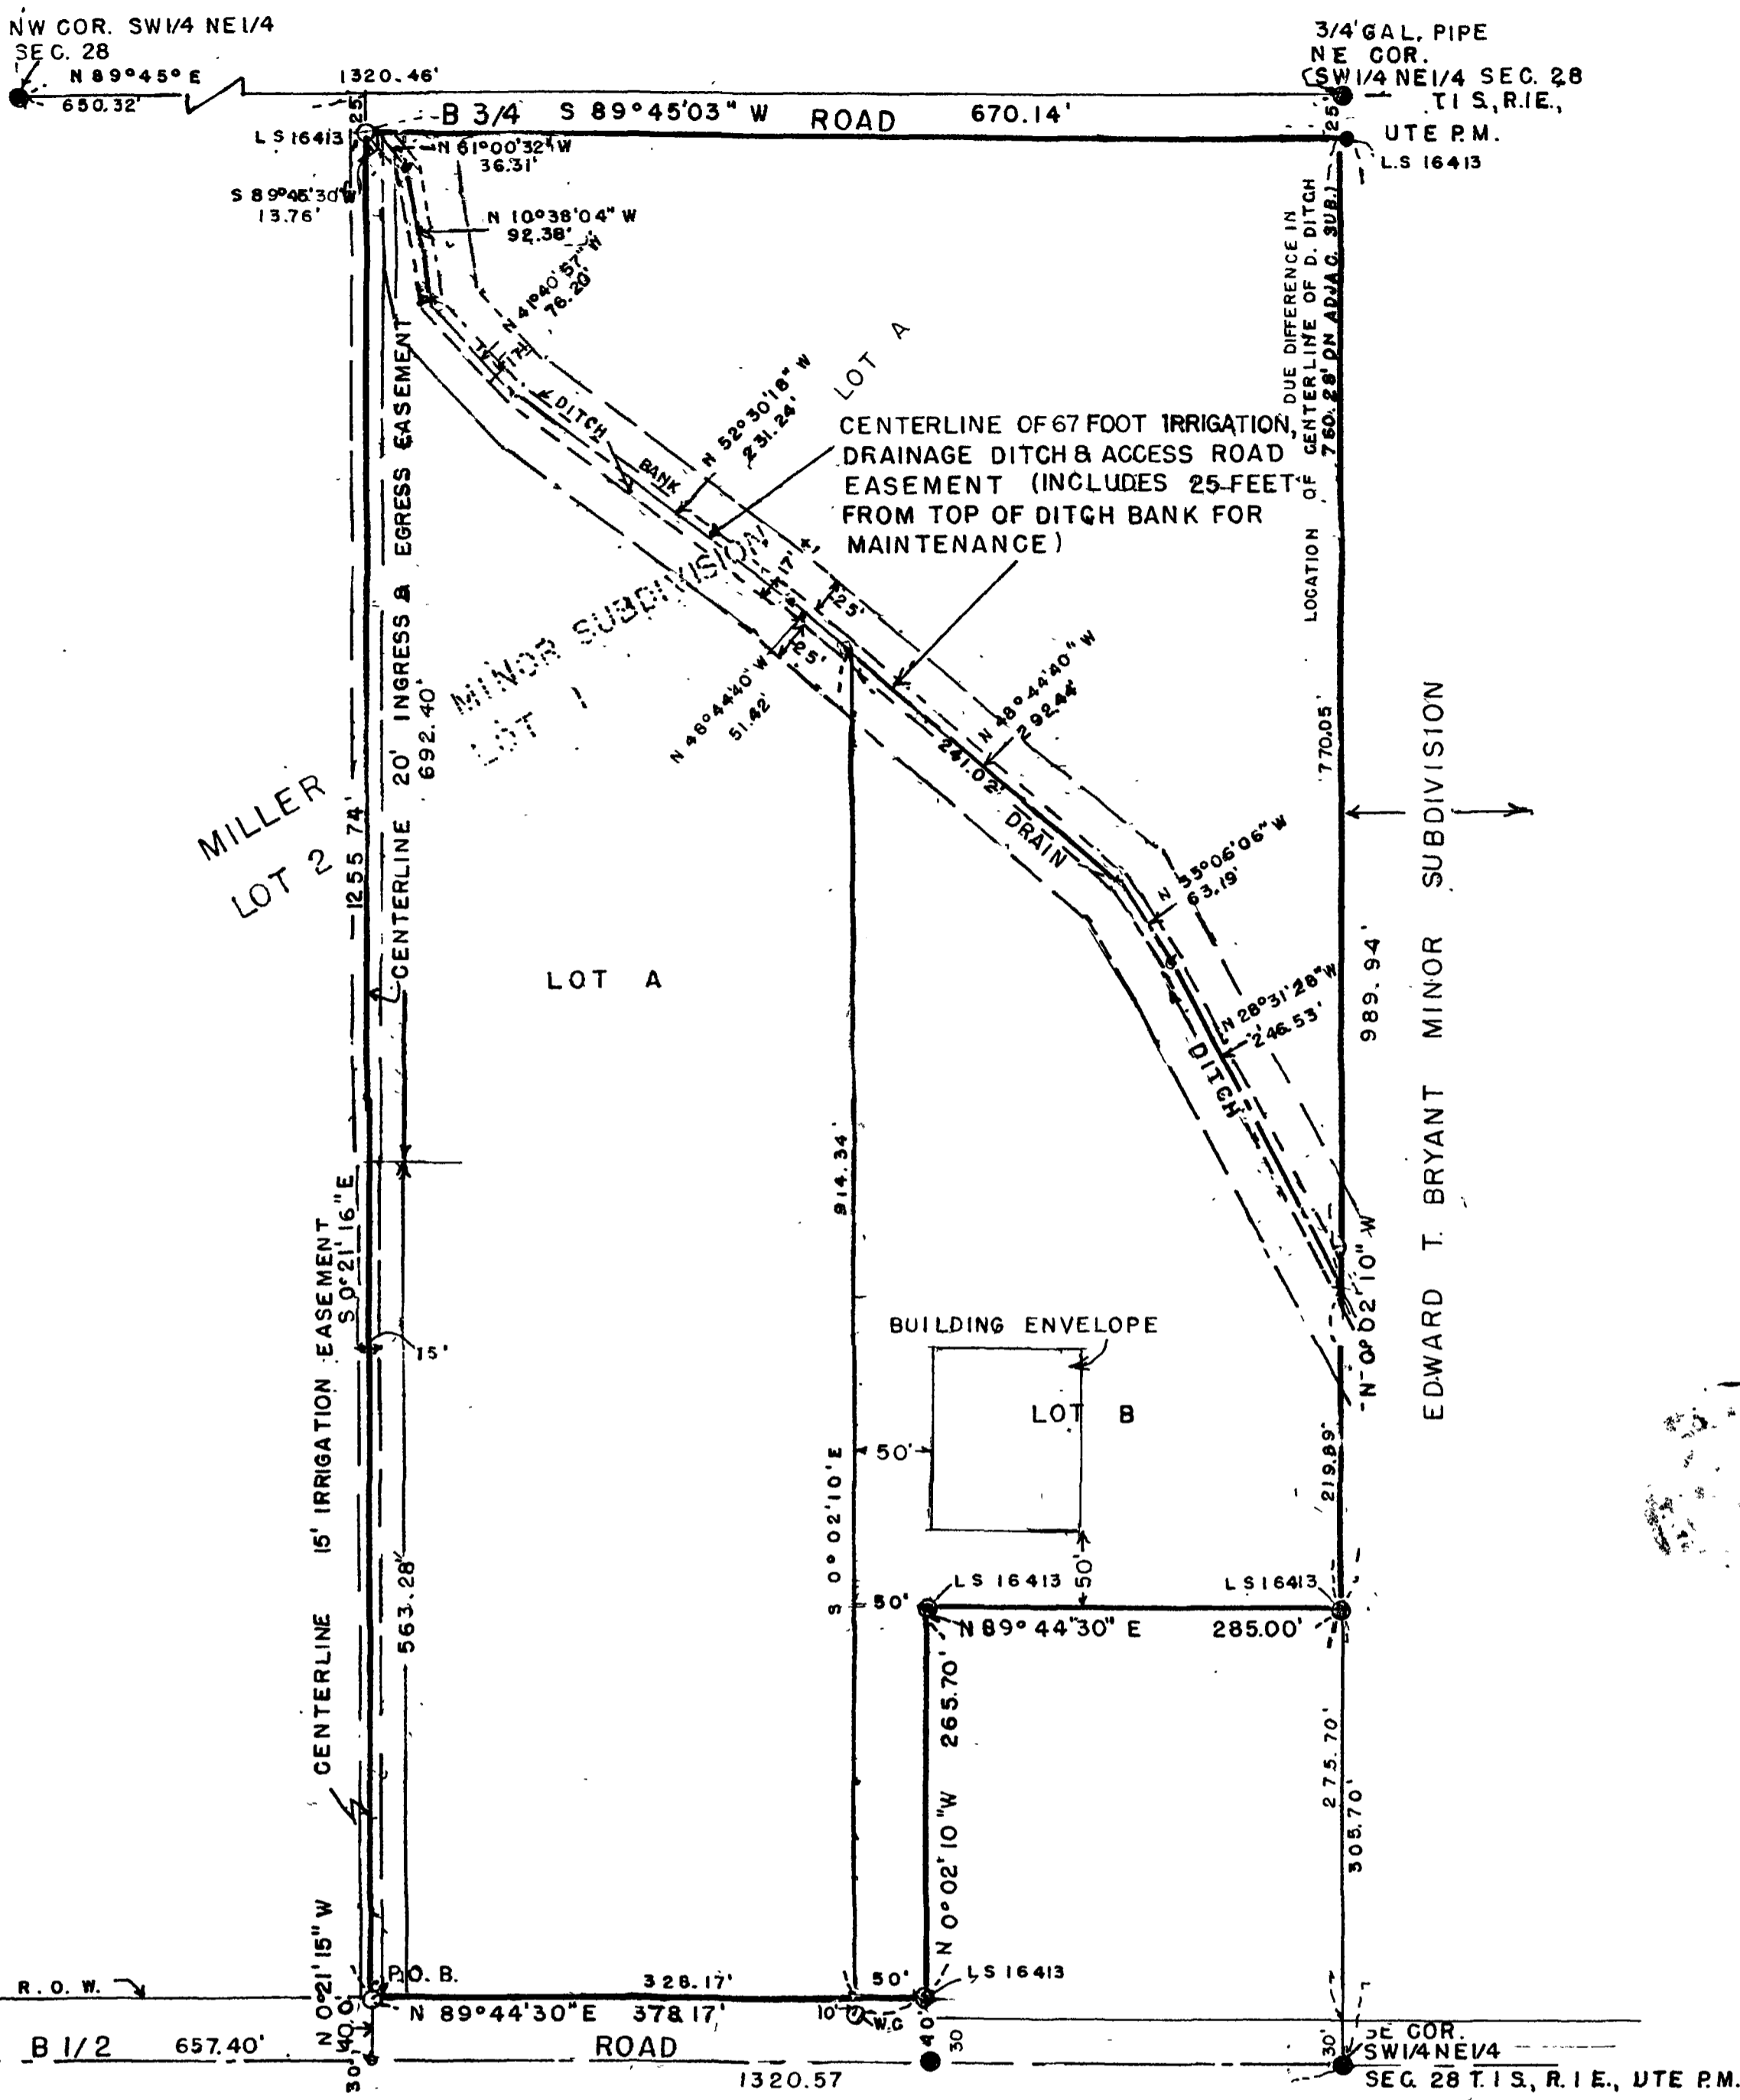 NW COR. SW1/4 NE1/4
SEC. 28
N 89°45° E
650.32'
1320.46'
25'
B 3/4 S 89°45'03" W ROAD 670.14'
3/4' GAL. PIPE
NE COR.
SW1/4 NE1/4 SEC. 28
T1S., R.1E.,
UTE P.M.
25'
L.S 16413
LS 16413
N 61°00'32" W
36.31'
S 89°45'30" W
13.76'
N 10°38'04" W
92.38'
N 41°40'57" W
76.20'
17'
DITCH
BANK
N 52°30'18" W
231.24'
LOT A
CENTERLINE OF 67 FOOT IRRIGATION,
DRAINAGE DITCH & ACCESS ROAD
EASEMENT (INCLUDES 25 FEET
FROM TOP OF DITCH BANK FOR
MAINTENANCE)
DUE DIFFERENCE IN
LOCATION OF CENTERLINE OF D. DITCH
760.28' ON ADJAC. SUB.)
17'
25'
25'
N 48°44'40" W
51.42'
N 48°44'40" W
292.44'
241.02'
DRAIN
N 33°06'06" W
63.19'
N 28°31'28" W
246.53'
DITCH
MINOR SUBDIVISION
LOT 1
MILLER
LOT 2
1255.74'
CENTERLINE 20' INGRESS & EGRESS EASEMENT
692.40'
770.05'
989.94'
EDWARD T. BRYANT MINOR SUBDIVISION
LOT A
914.34'
S 0°21'16" E
CENTERLINE 15' IRRIGATION EASEMENT
15'
563.28'
N 0°02'10" W
BUILDING ENVELOPE
LOT B
50'
S 0°02'10' E
219.89'
50'
50'
LS 16413
LS16413
N 89°44'30" E 285.00'
N 0°02'10"W 265.70'
275.70'
305.70'
N 0°21'15" W
40.0
30'
R.O.W.
P.O.B.
328.17'
50'
LS 16413
N 89°44'30" E 378.17'
10'
W.C
40'
30
30'
B 1/2 657.40' ROAD
1320.57
SE COR.
SW1/4NE1/4
SEC. 28 T.1S., R.1E., UTE P.M.